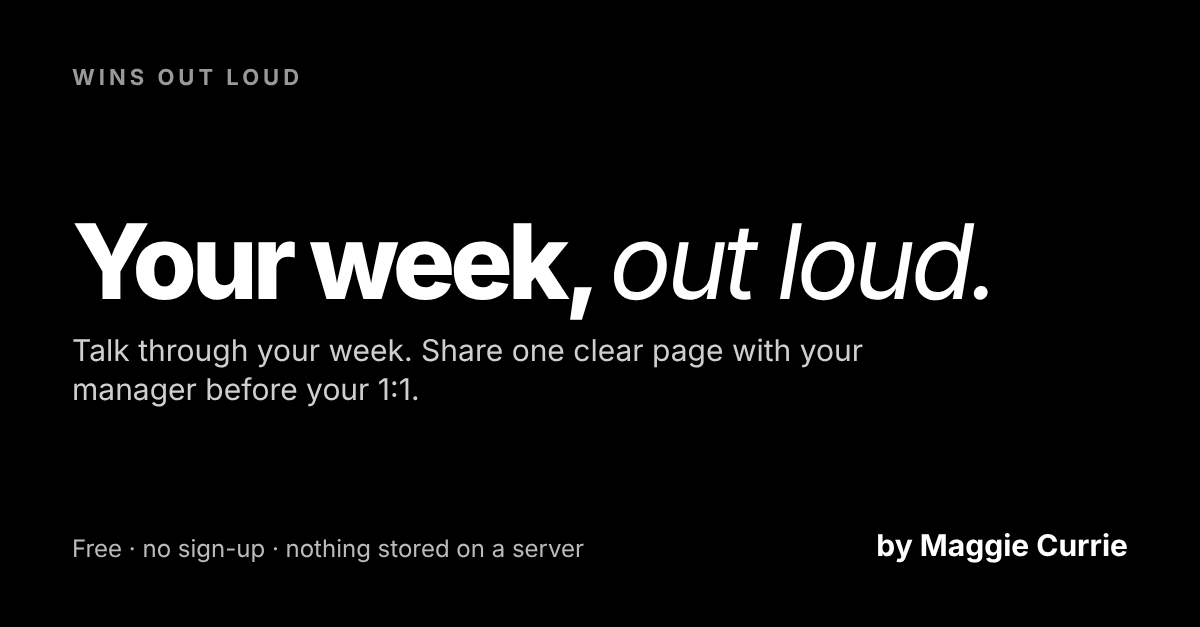 WINS OUT LOUD
Your week, out loud.
Talk through your week. Share one clear page with your
manager before your 1:1.
Free · no sign-up · nothing stored on a server
by Maggie Currie